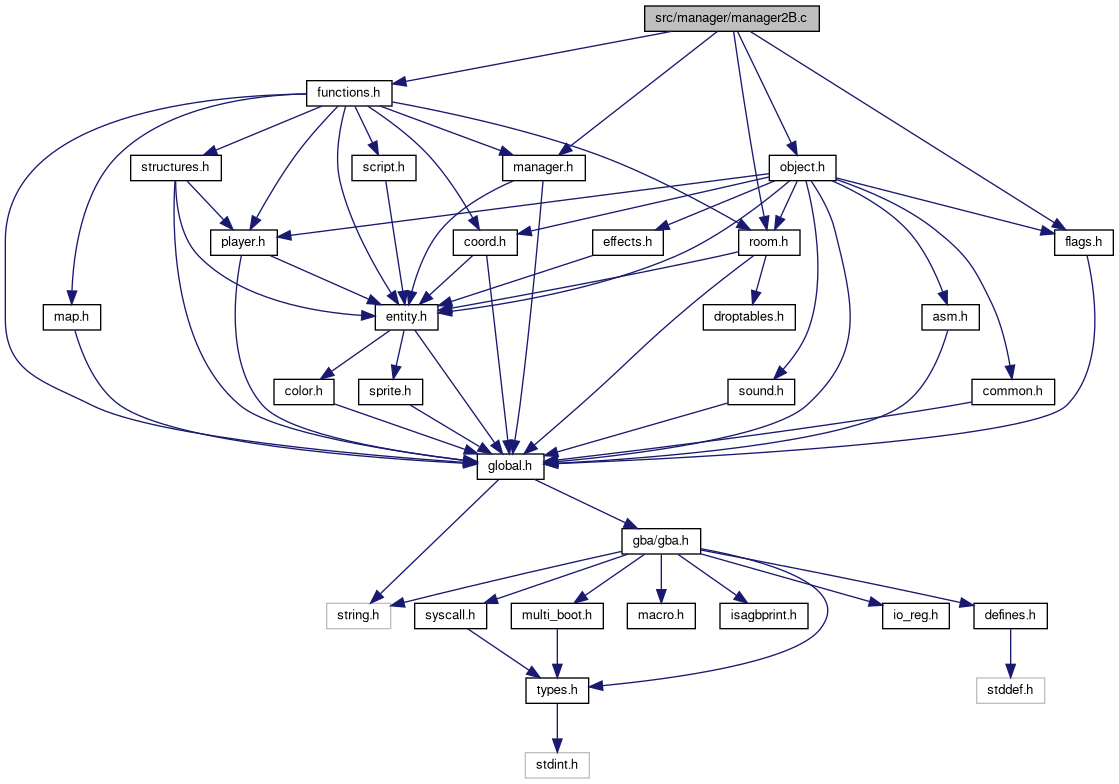 src/manager/manager2B.c
functions.h
structures.h
script.h
manager.h
object.h
player.h
coord.h
effects.h
room.h
flags.h
map.h
entity.h
droptables.h
asm.h
color.h
sprite.h
sound.h
common.h
global.h
gba/gba.h
string.h
syscall.h
multi_boot.h
macro.h
isagbprint.h
io_reg.h
defines.h
types.h
stddef.h
stdint.h